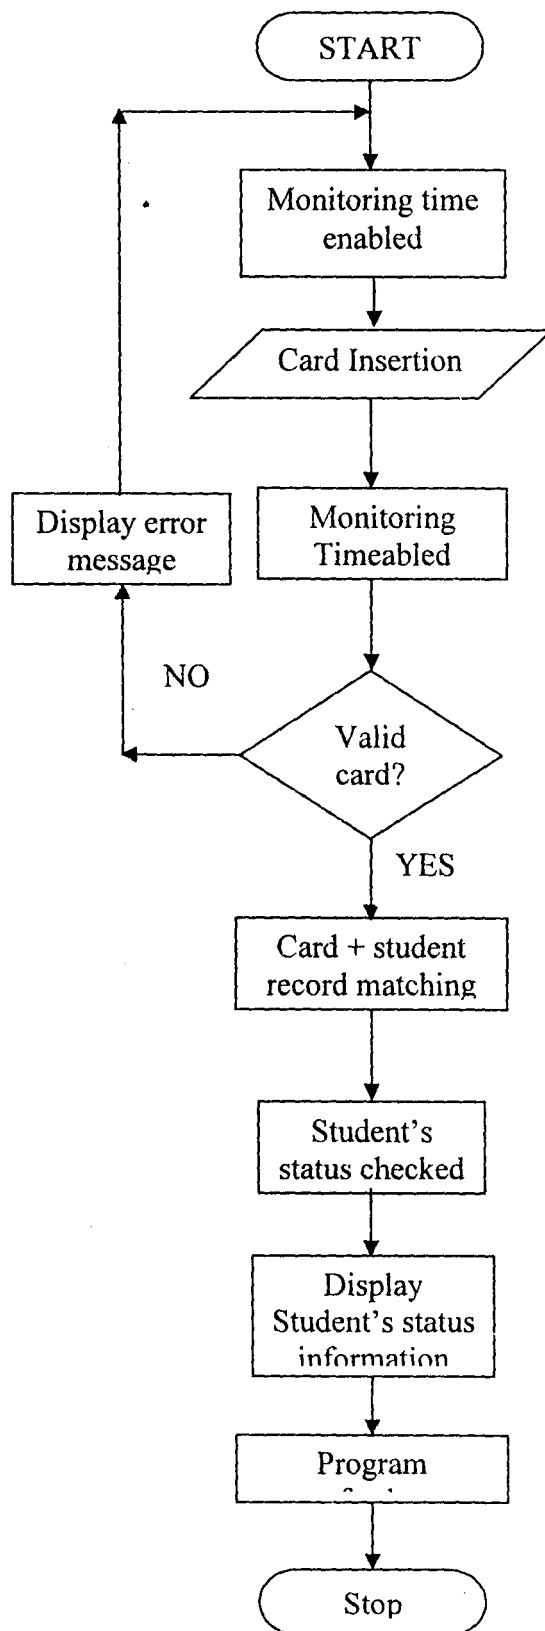 START
Monitoring time
enabled
Card Insertion
Display error
message
Monitoring
Timeabled
NO
Valid
card?
YES
Card + student
record matching
Student's
status checked
Display
Student's status
information
Program
Stop